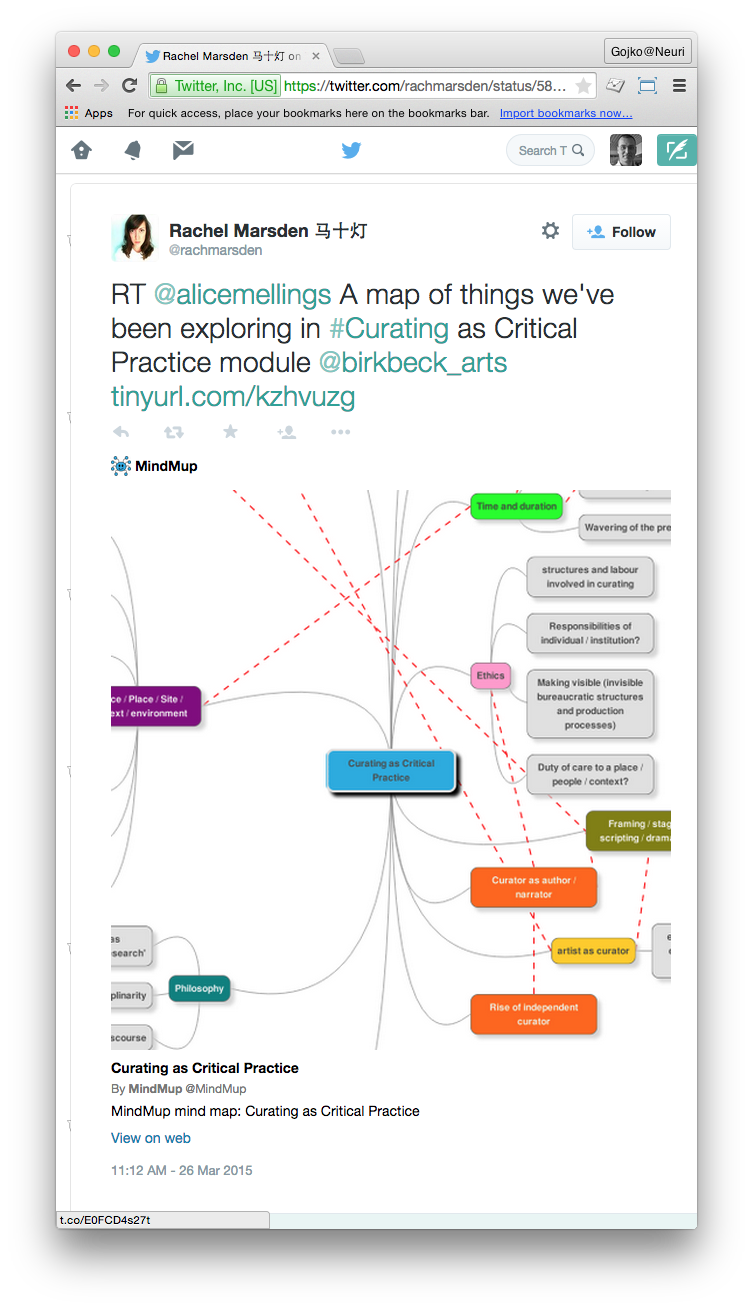 Rachel Marsden 马十灯 on
Gojko@Neuri
Twitter, Inc. [US] https://twitter.com/rachmarsden/status/58...
Apps For quick access, place your bookmarks here on the bookmarks bar. Import bookmarks now...
Search T
Rachel Marsden 马十灯
@rachmarsden
Follow
RT @alicemellings A map of things we've
been exploring in #Curating as Critical
Practice module @birkbeck_arts
tinyurl.com/kzhvuzg
MindMup
Time and duration
Wavering of the pre
structures and labour
involved in curating
Responsibilities of
individual / institution?
Ethics
Making visible (invisible
bureaucratic structures
and production
processes)
ce / Place / Site /
ext / environment
Curating as Critical
Practice
Duty of care to a place /
people / context?
Framing / stag
scripting / drama
Curator as author /
narrator
as
search'
artist as curator
plinarity
Philosophy
scourse
Rise of independent
curator
Curating as Critical Practice
By MindMup @MindMup
MindMup mind map: Curating as Critical Practice
View on web
11:12 AM - 26 Mar 2015
t.co/E0FCD4s27t